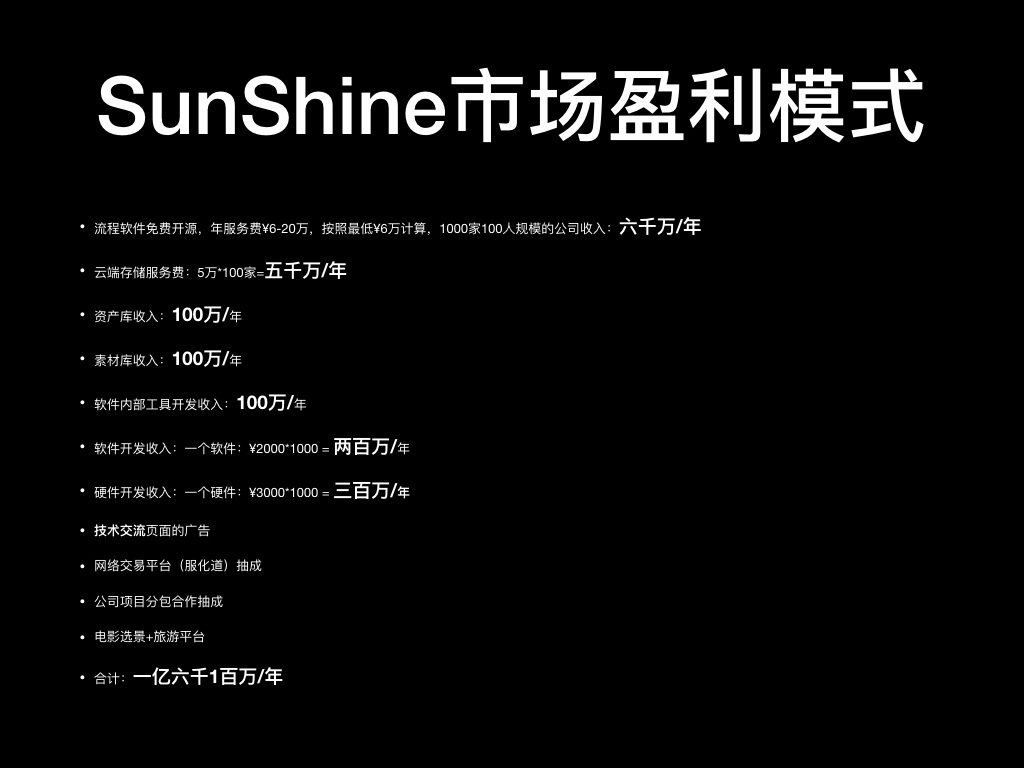 SunShine市场盈利模式
• 流程软件免费开源，年服务费¥6-20万，按照最低¥6万计算，1000家100人规模的公司收入：六千万/年
• 云端存储服务费：5万*100家=五千万/年
• 资产库收入：100万/年
• 素材库收入：100万/年
• 软件内部工具开发收入：100万/年
• 软件开发收入：一个软件：¥2000*1000 = 两百万/年
• 硬件开发收入：一个硬件：¥3000*1000 = 三百万/年
• 技术交流页面的广告
• 网络交易平台（服化道）抽成
• 公司项目分包合作抽成
• 电影选景+旅游平台
• 合计：一亿六千1百万/年